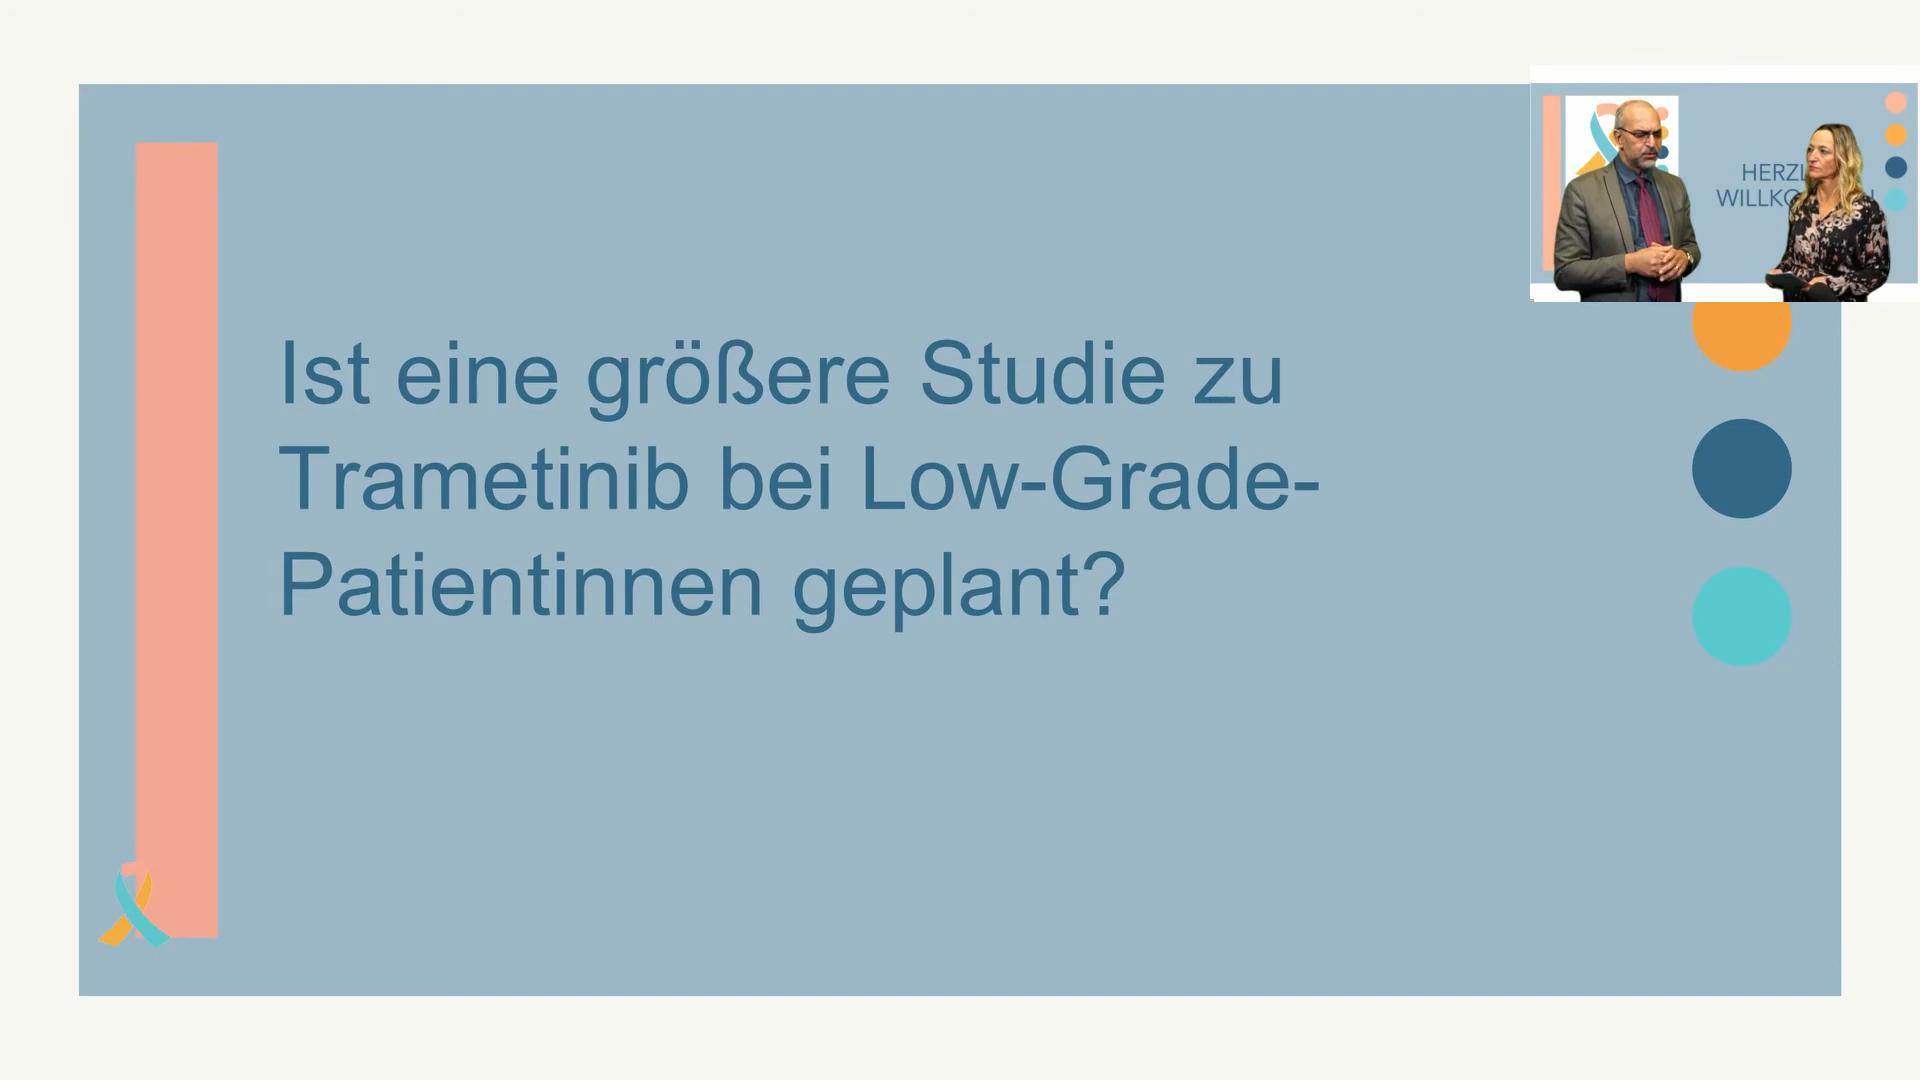 Ist eine größere Studie zu
Trametinib bei Low-Grade-
Patientinnen geplant?